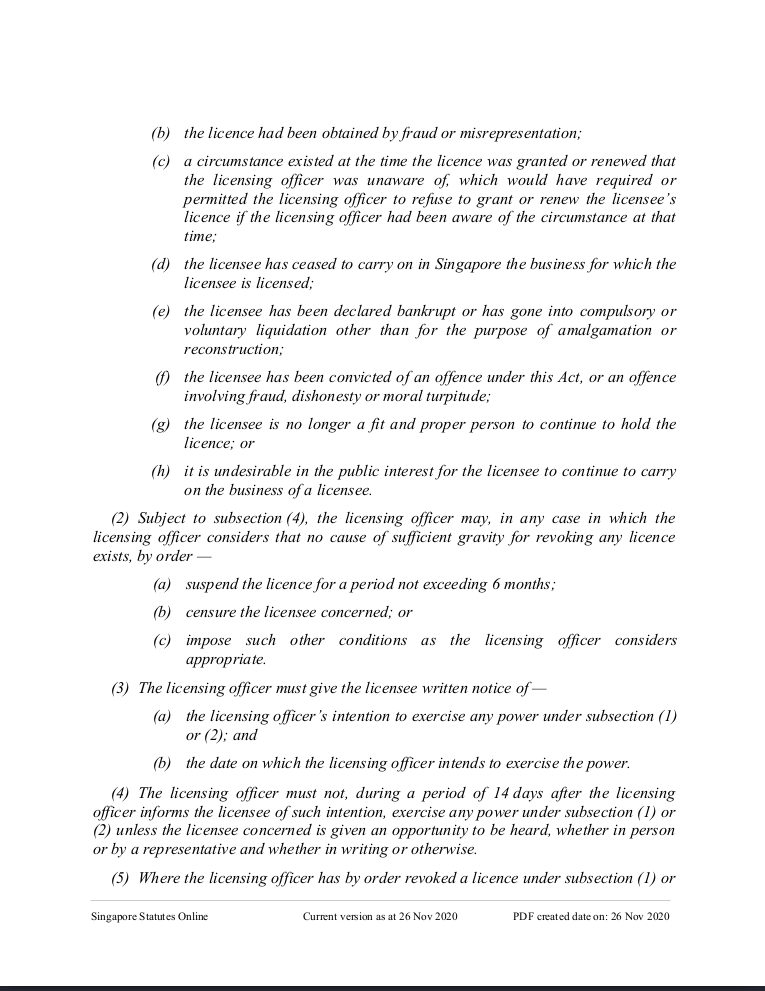 (b) the licence had been obtained by fraud or misrepresentation;
(c) a circumstance existed at the time the licence was granted or renewed that
the licensing officer was unaware of, which would have required or
permitted the licensing officer to refuse to grant or renew the licensee's
licence if the licensing officer had been aware of the circumstance at that
time;
(d) the licensee has ceased to carry on in Singapore the business for which the
licensee is licensed;
(e) the licensee has been declared bankrupt or has gone into compulsory or
voluntary liquidation other than for the purpose of amalgamation or
reconstruction;
(f) the licensee has been convicted of an offence under this Act, or an offence
involving fraud, dishonesty or moral turpitude;
(g) the licensee is no longer a fit and proper person to continue to hold the
licence; or
(h) it is undesirable in the public interest for the licensee to continue to carry
on the business of a licensee.
(2) Subject to subsection (4), the licensing officer may, in any case in which the
licensing officer considers that no cause of sufficient gravity for revoking any licence
exists, by order —
(a) suspend the licence for a period not exceeding 6 months;
(b) censure the licensee concerned; or
(c) impose such other conditions as the licensing officer considers
appropriate.
(3) The licensing officer must give the licensee written notice of —
(a) the licensing officer's intention to exercise any power under subsection (1)
or (2); and
(b) the date on which the licensing officer intends to exercise the power.
(4) The licensing officer must not, during a period of 14 days after the licensing
officer informs the licensee of such intention, exercise any power under subsection (1) or
(2) unless the licensee concerned is given an opportunity to be heard, whether in person
or by a representative and whether in writing or otherwise.
(5) Where the licensing officer has by order revoked a licence under subsection (1) or
Singapore Statutes Online Current version as at 26 Nov 2020 PDF created date on: 26 Nov 2020